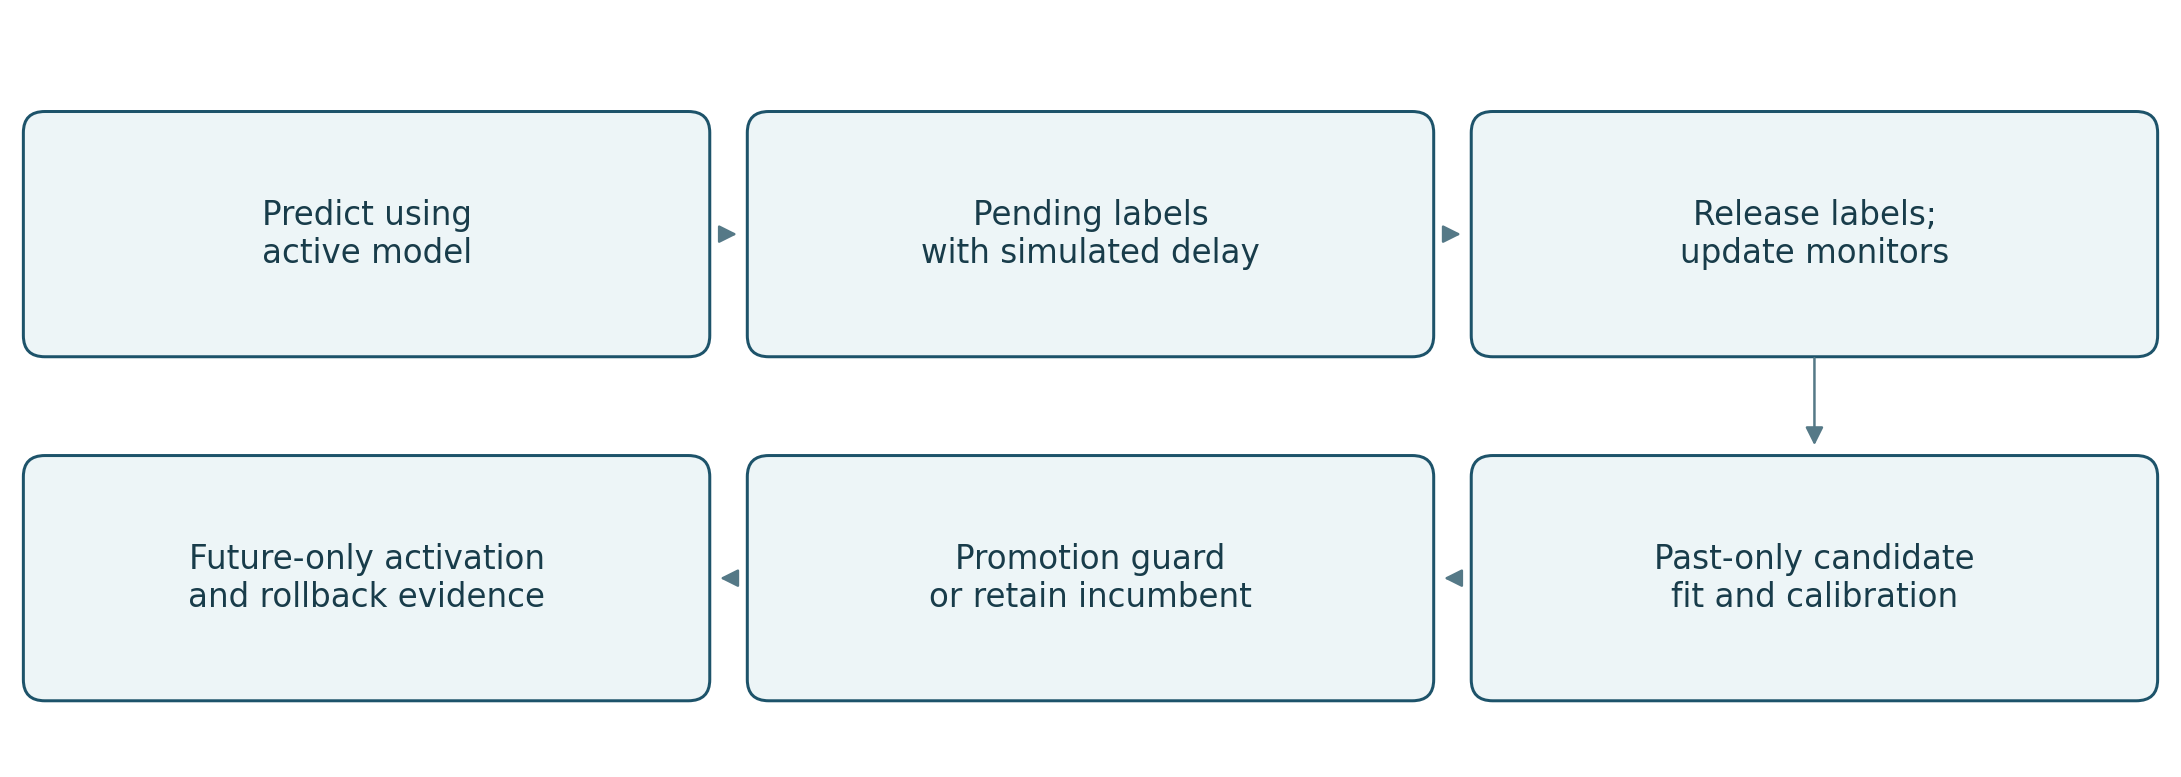 Predict using
active model
Pending labels
with simulated delay
Release labels;
update monitors
Future-only activation
and rollback evidence
Promotion guard
or retain incumbent
Past-only candidate
fit and calibration